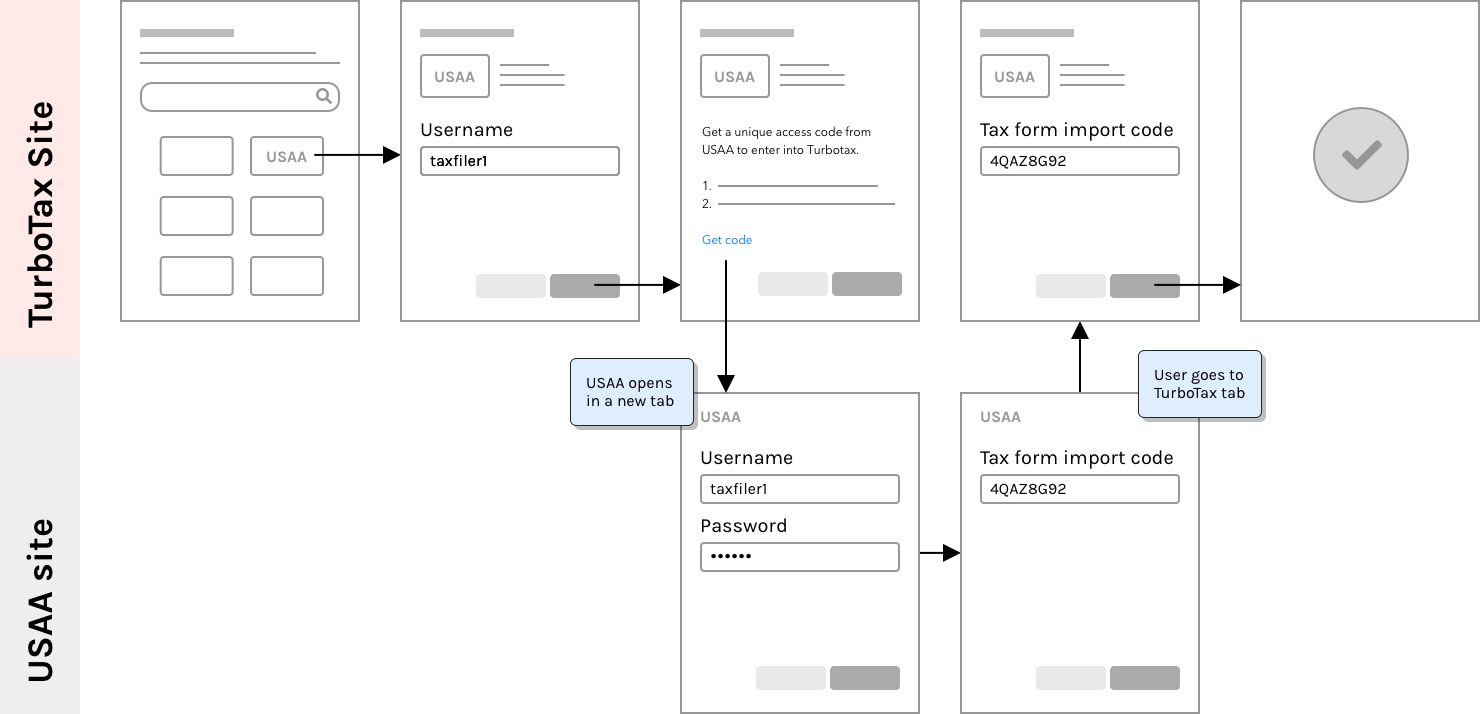 TurboTax Site
USAA
USAA
Username
taxfiler1
USAA
Get a unique access code from
USAA to enter into Turbotax.
1.
2.
Get code
USAA
Tax form import code
4QAZ8G92
USAA site
USAA opens
in a new tab
USAA
Username
taxfiler1
Password
••••••
User goes to
TurboTax tab
USAA
Tax form import code
4QAZ8G92